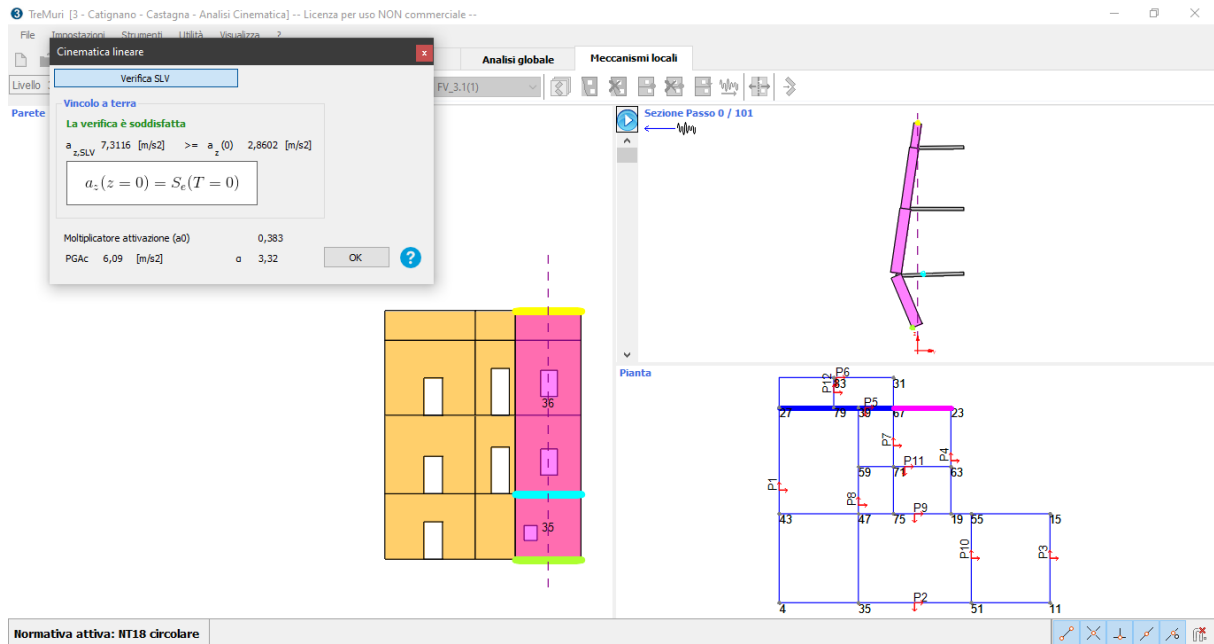 TreMuri [3 - Catignano - Castagna - Analisi Cinematica] -- Licenza per uso NON commerciale --
File Impostazioni Strumenti Utilità Visualizza ?
Cinematica lineare
x
Analisi globale
Meccanismi locali
Verifica SLV
Livello
FV_3.1(1)
Vincolo a terra
Parete
La verifica è soddisfatta
a z,SLV 7,3116 [m/s2] >= a z (0) 2,8602 [m/s2]
a_z(z = 0) = S_e(T = 0)
Moltiplicatore attivazione (a0) 0,383
PGAc 6,09 [m/s2] α 3,32
OK
?
36
35
Sezione Passo 0 / 101
Pianta
P6
P12
83
31
P5
27
79
39
67
23
P7
P4
P11
59
71
63
P1
P8
P9
43
47
75
19
55
15
P10
P3
P2
4
35
51
11
Normativa attiva: NT18 circolare